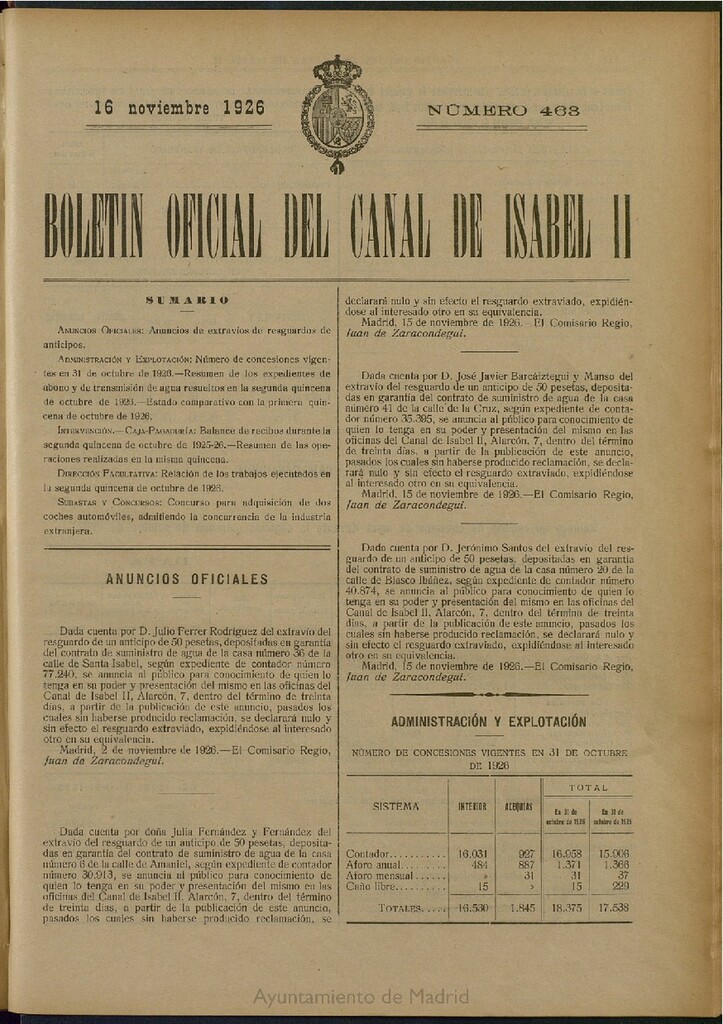 16 noviembre 1926
NÚMERO 463
BOLETIN OFICIAL DEL CANAL DE ISABEL II
SUMARIO
ANUNCIOS OFICIALES: Anuncios de extravíos de resguardos de
anticipos.
ADMINISTRACIÓN Y EXPLOTACIÓN: Número de concesiones vigen-
tes en 31 de octubre de 1926.—Resumen de los expedientes de
abono y de transmisión de agua resueltos en la segunda quincena
de octubre de 1926.—Estado comparativo con la primera quin-
cena de octubre de 1926.
INTERVENCIÓN.—CAJA-PAGADURÍA: Balance de recibos durante la
segunda quincena de octubre de 1925-26.—Resumen de las ope-
raciones realizadas en la misma quincena.
DIRECCIÓN FACULTATIVA: Relación de los trabajos ejecutados en
la segunda quincena de octubre de 1926.
SUBASTAS Y CONCURSOS: Concurso para adquisición de dos
coches automóviles, admitiendo la concurrencia de la industria
extranjera.
ANUNCIOS OFICIALES
Dada cuenta por D. Julio Ferrer Rodríguez del extravío del
resguardo de un anticipo de 50 pesetas, depositadas en garantía
del contrato de suministro de agua de la casa número 36 de la
calle de Santa Isabel, según expediente de contador número
77.240, se anuncia al público para conocimiento de quien lo
tenga en su poder y presentación del mismo en las oficinas del
Canal de Isabel II, Alarcón, 7, dentro del término de treinta
días, a partir de la publicación de este anuncio, pasados los
cuales sin haberse producido reclamación, se declarará nulo y
sin efecto el resguardo extraviado, expidiéndose al interesado
otro en su equivalencia.
Madrid, 2 de noviembre de 1926.—El Comisario Regio,
Juan de Zaracondegui.
Dada cuenta por doña Julia Fernández y Fernández del
extravío del resguardo de un anticipo de 50 pesetas, deposita-
das en garantía del contrato de suministro de agua de la casa
número 6 de la calle de Amaniel, según expediente de contador
número 30.913, se anuncia al público para conocimiento de
quien lo tenga en su poder y presentación del mismo en las
oficinas del Canal de Isabel II, Alarcón, 7, dentro del término
de treinta días, a partir de la publicación de este anuncio,
pasados los cuales sin haberse producido reclamación, se
declarará nulo y sin efecto el resguardo extraviado, expidién-
dose al interesado otro en su equivalencia.
Madrid, 15 de noviembre de 1926.—El Comisario Regio,
Juan de Zaracondegui.
Dada cuenta por D. José Javier Barcáiztegui y Manso del
extravío del resguardo de un anticipo de 50 pesetas, deposita-
das en garantía del contrato de suministro de agua de la casa
número 41 de la calle de la Cruz, según expediente de conta-
dor número 35.395, se anuncia al público para conocimiento de
quien lo tenga en su poder y presentación del mismo en las
oficinas del Canal de Isabel II, Alarcón, 7, dentro del término
de treinta días, a partir de la publicación de este anuncio,
pasados los cuales sin haberse producido reclamación, se decla-
rará nulo y sin efecto el resguardo extraviado, expidiéndose
al interesado otro en su equivalencia.
Madrid, 15 de noviembre de 1926.—El Comisario Regio,
Juan de Zaracondegui.
Dada cuenta por D. Jerónimo Santos del extravío del res-
guardo de un anticipo de 50 pesetas, depositadas en garantía
del contrato de suministro de agua de la casa número 20 de la
calle de Blasco Ibáñez, según expediente de contador número
40.874, se anuncia al público para conocimiento de quien lo
tenga en su poder y presentación del mismo en las oficinas del
Canal de Isabel II, Alarcón, 7, dentro del término de treinta
días, a partir de la publicación de este anuncio, pasados los
cuales sin haberse producido reclamación, se declarará nulo y
sin efecto el resguardo extraviado, expidiéndose al interesado
otro en su equivalencia.
Madrid, 15 de noviembre de 1926.—El Comisario Regio,
Juan de Zaracondegui.
ADMINISTRACIÓN Y EXPLOTACIÓN
NÚMERO DE CONCESIONES VIGENTES EN 31 DE OCTUBRE
DE 1926
SISTEMA INTERIOR ACEQUIAS TOTAL
En 31 de octubre de 1926 En 31 de octubre de 1925
Contador.......... 16.031 927 16.958 15.906
Aforo anual........ 484 887 1.371 1.366
Aforo mensual...... » 31 31 37
Caño libre......... 15 » 15 229
TOTALES..... 16.530 1.845 18.375 17.538
Ayuntamiento de Madrid